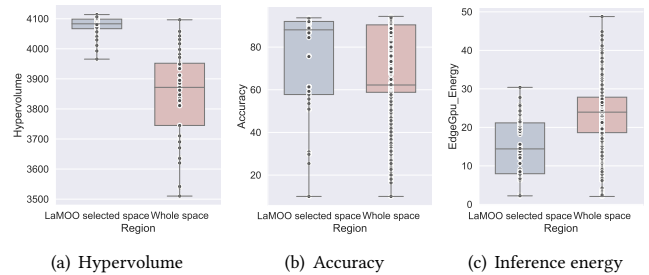 4100
4000
3900
3800
3700
3600
3500
Hypervolume
LaMOO selected space Whole space
Region
(a) Hypervolume
80
60
40
20
Accuracy
LaMOO selected space Whole space
Region
(b) Accuracy
50
40
30
20
10
0
EdgeGpu_Energy
LaMOO selected space Whole space
Region
(c) Inference energy